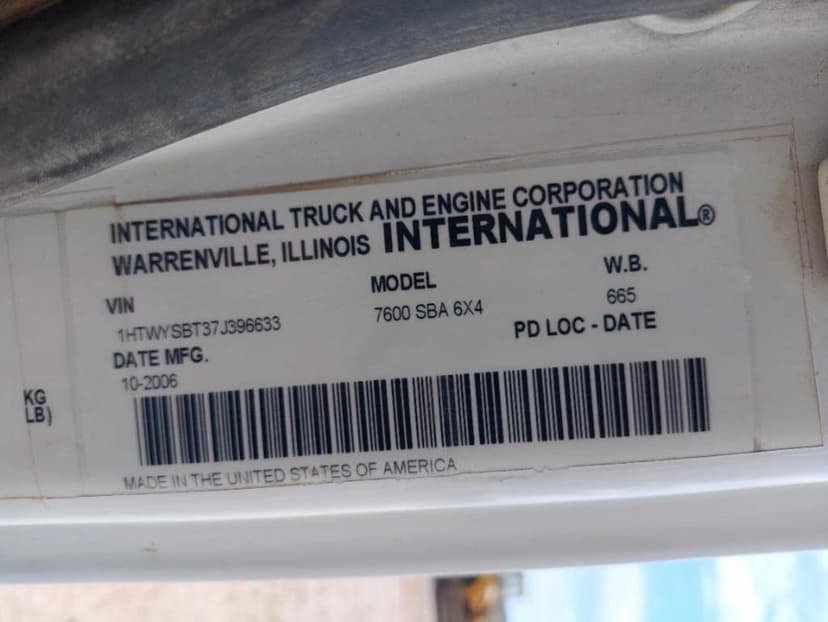 INTERNATIONAL TRUCK AND ENGINE CORPORATION
WARRENVILLE, ILLINOIS INTERNATIONAL®
VIN MODEL W.B.
1HTWYSBT37J396633 7600 SBA 6X4 665
DATE MFG. PD LOC - DATE
10-2006
KG
LB)
MADE IN THE UNITED STATES OF AMERICA